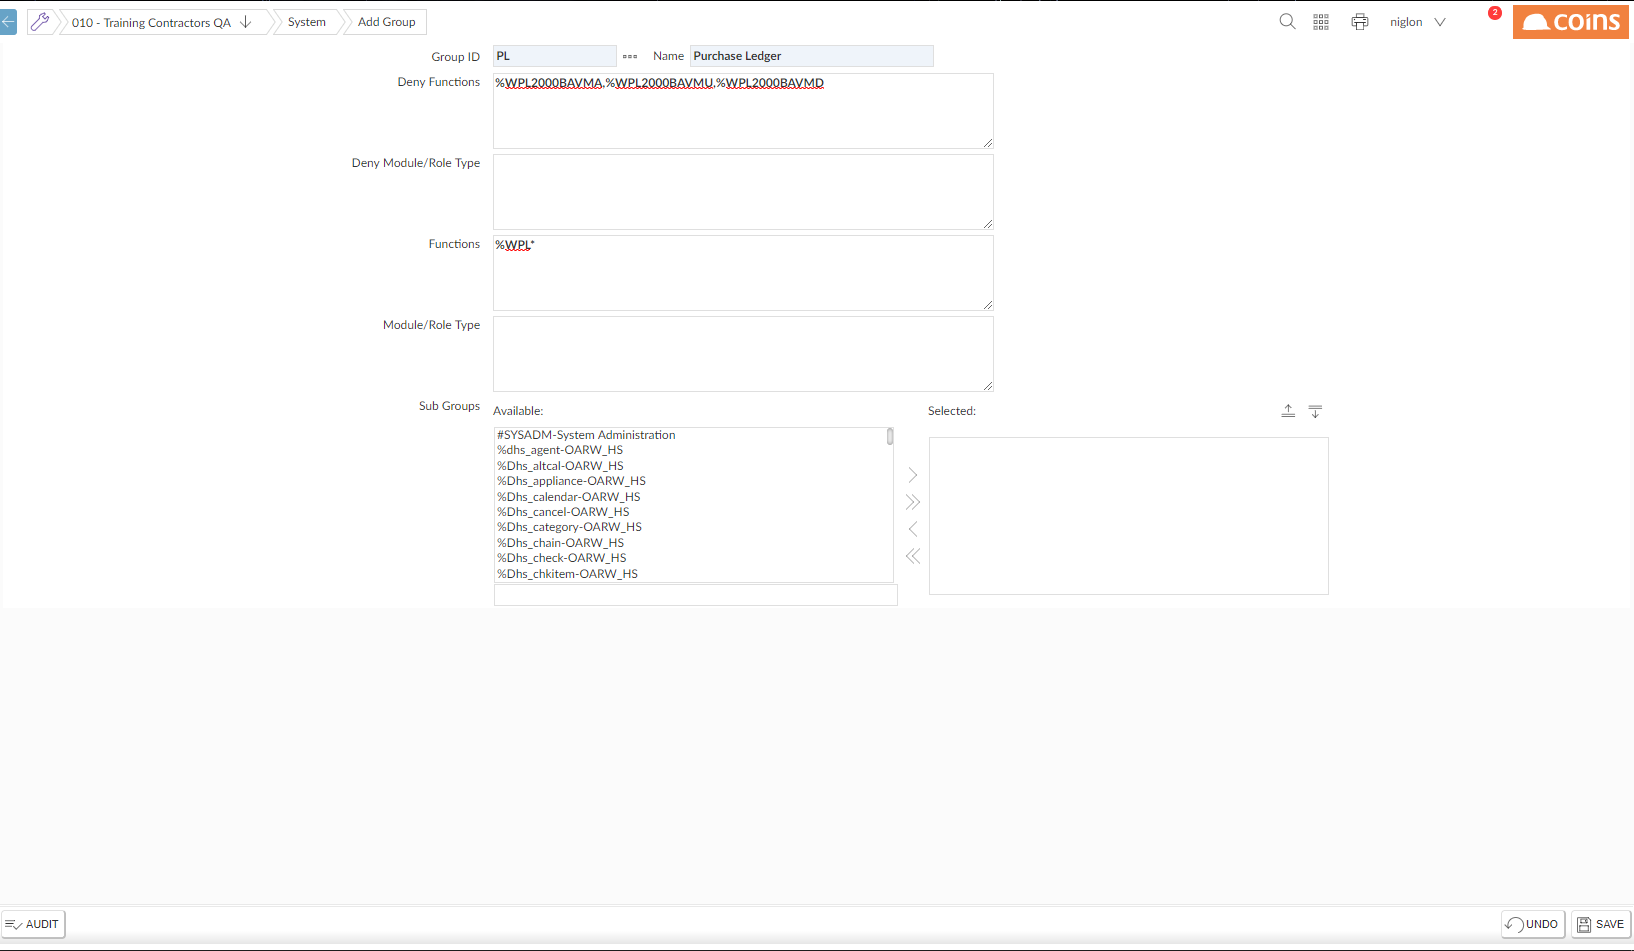 010 - Training Contractors QA
System
Add Group
niglon
2
coins
Group ID
PL
Name
Purchase Ledger
Deny Functions
%WPL2000BAVMA,%WPL2000BAVMU,%WPL2000BAVMD
Deny Module/Role Type
Functions
%WPL*
Module/Role Type
Sub Groups
Available:
Selected:
#SYSADM-System Administration
%dhs_agent-OARW_HS
%Dhs_altcal-OARW_HS
%Dhs_appliance-OARW_HS
%Dhs_calendar-OARW_HS
%Dhs_cancel-OARW_HS
%Dhs_category-OARW_HS
%Dhs_chain-OARW_HS
%Dhs_check-OARW_HS
%Dhs_chkitem-OARW_HS
AUDIT
UNDO
SAVE